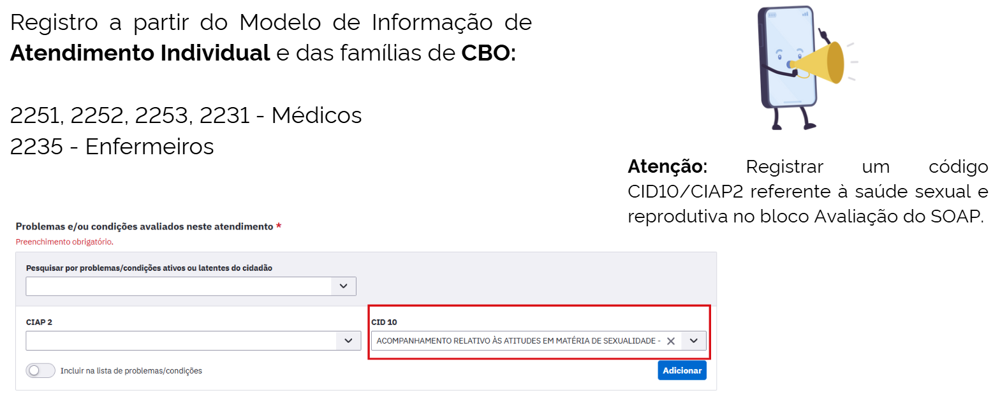 Registro a partir do Modelo de Informação de
Atendimento Individual e das famílias de CBO:
2251, 2252, 2253, 2231 - Médicos
2235 - Enfermeiros
Atenção: Registrar um código
CID10/CIAP2 referente à saúde sexual e
reprodutiva no bloco Avaliação do SOAP.
Problemas e/ou condições avaliados neste atendimento *
Preenchimento obrigatório.
Pesquisar por problemas/condições ativos ou latentes do cidadão
CIAP 2
CID 10
ACOMPANHAMENTO RELATIVO ÀS ATITUDES EM MATÉRIA DE SEXUALIDADE -
Incluir na lista de problemas/condições
Adicionar